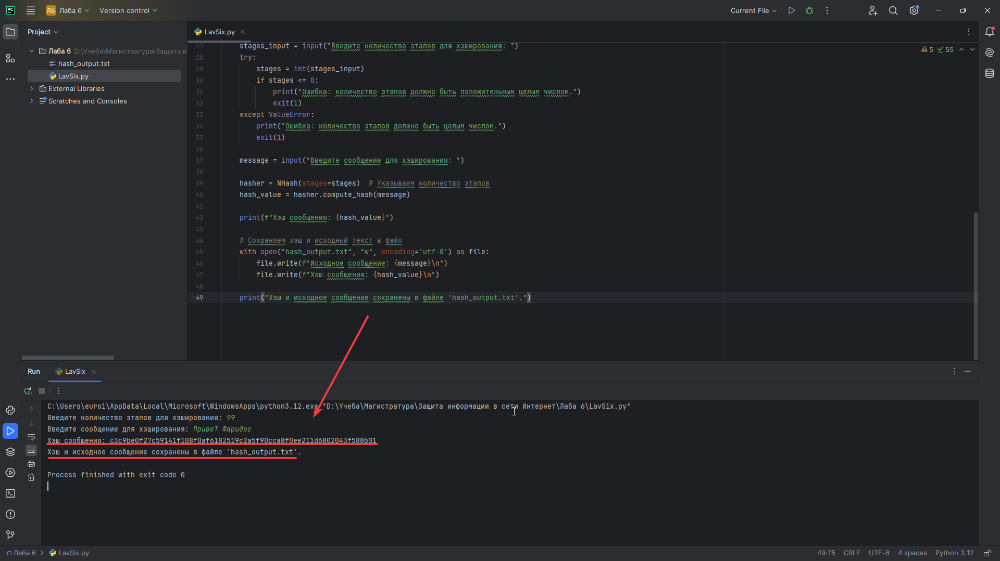 PC Л6 Лаба 6 Version control Current File
Project
LavSix.py
Лаба 6 D:\Учеба\Магистратура\Защита и
hash_output.txt
LavSix.py
External Libraries
Scratches and Consoles
5 55
27 stages_input = input("Введите количество этапов для хэширования: ")
28 try:
29 stages = int(stages_input)
30 if stages <= 0:
31 print("Ошибка: количество этапов должно быть положительным целым числом.")
32 exit(1)
33 except ValueError:
34 print("Ошибка: количество этапов должно быть целым числом.")
35 exit(1)
36
37 message = input("Введите сообщение для хэширования: ")
38
39 hasher = NHash(stages=stages)  # Указываем количество этапов
40 hash_value = hasher.compute_hash(message)
41
42 print(f"Хэш сообщения: {hash_value}")
43
44 # Сохраняем хэш и исходный текст в файл
45 with open("hash_output.txt", "w", encoding='utf-8') as file:
46 file.write(f"Исходное сообщение: {message}\n")
47 file.write(f"Хэш сообщения: {hash_value}\n")
48
49 print("Хэш и исходное сообщение сохранены в файле 'hash_output.txt'.")
Run LavSix
C:\Users\euro1\AppData\Local\Microsoft\WindowsApps\python3.12.exe "D:\Учеба\Магистратура\Защита информации в сети Интернет\Лаба 6\LavSix.py"
Введите количество этапов для хэширования: 99
Введите сообщение для хэширования: ПривеТ Фаридос
Хэш сообщения: c3c9be0f27c59141f108f0af6182519c2a5f90cca8f0ee211d6802043f588b01
Хэш и исходное сообщение сохранены в файле 'hash_output.txt'.
Process finished with exit code 0
Лаба 6 LavSix.py 49:75 CRLF UTF-8 4 spaces Python 3.12